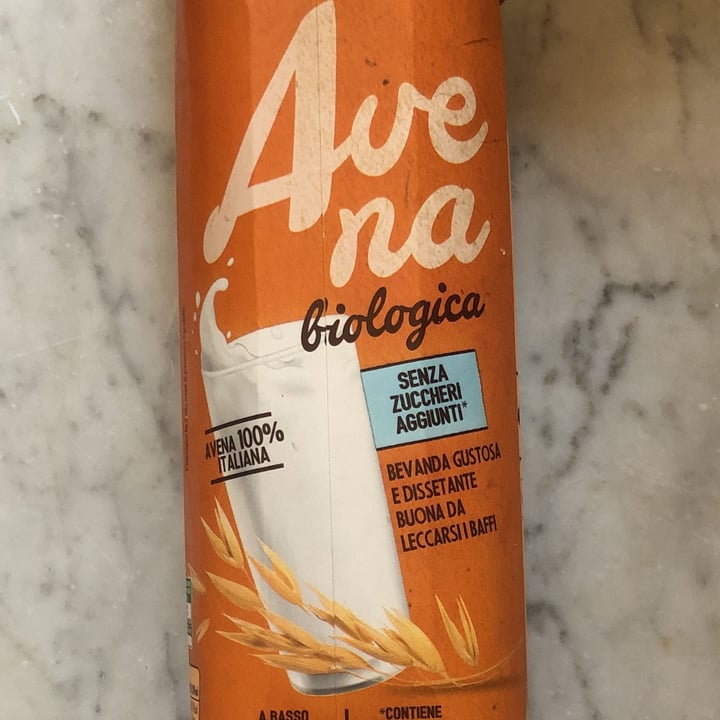 Ave
na
biologica
SENZA
ZUCCHERI
AGGIUNTI*
AVENA 100%
ITALIANA
BEVANDA GUSTOSA
E DISSETANTE
BUONA DA
LECCARSI I BAFFI
A BASSO
*CONTIENE